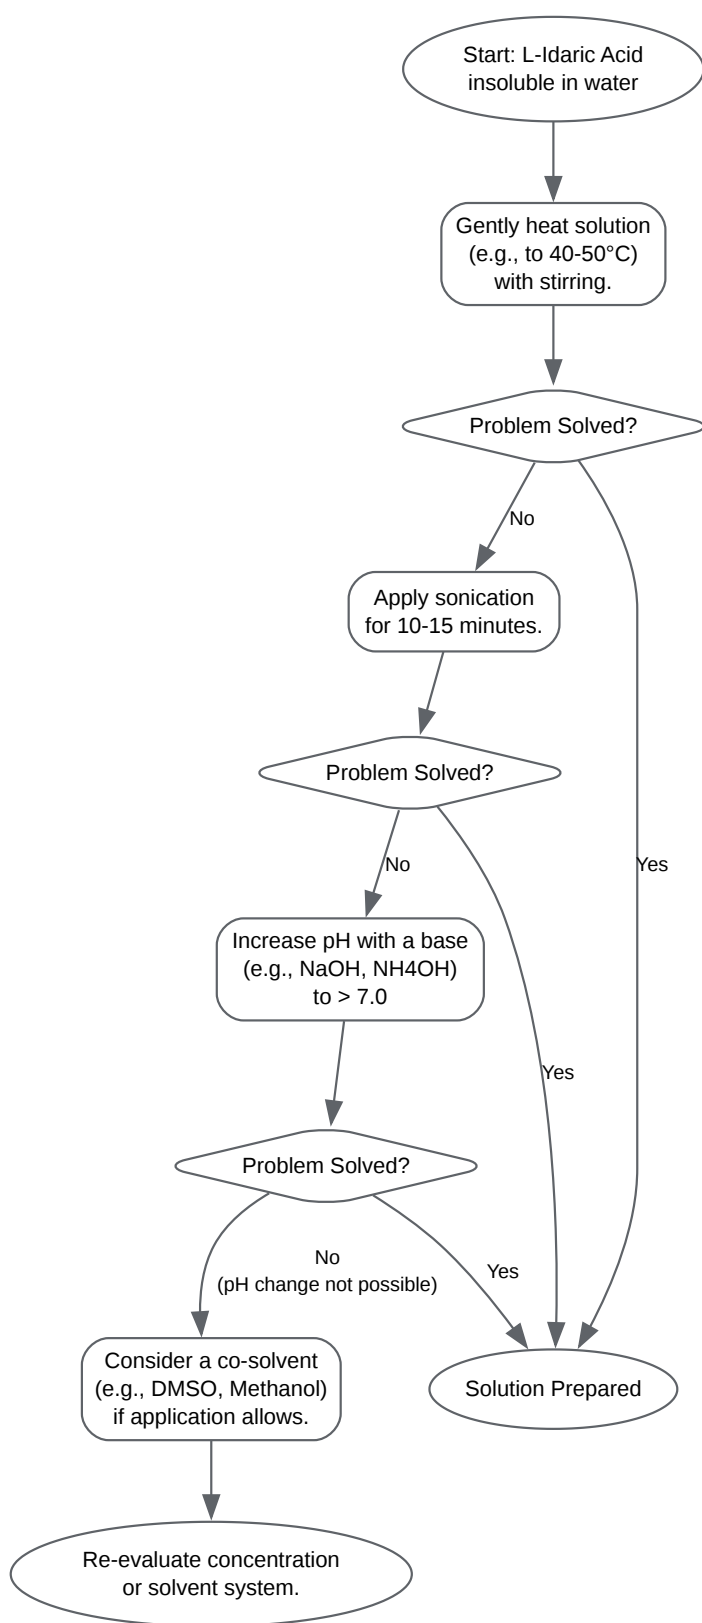 Start: L-Idaric Acid
insoluble in water
Gently heat solution
(e.g., to 40-50°C)
with stirring.
Problem Solved?
No
Apply sonication
for 10-15 minutes.
Problem Solved?
No
Yes
Increase pH with a base
(e.g., NaOH, NH4OH)
to > 7.0
Yes
Problem Solved?
No
(pH change not possible)
Yes
Consider a co-solvent
(e.g., DMSO, Methanol)
if application allows.
Solution Prepared
Re-evaluate concentration
or solvent system.